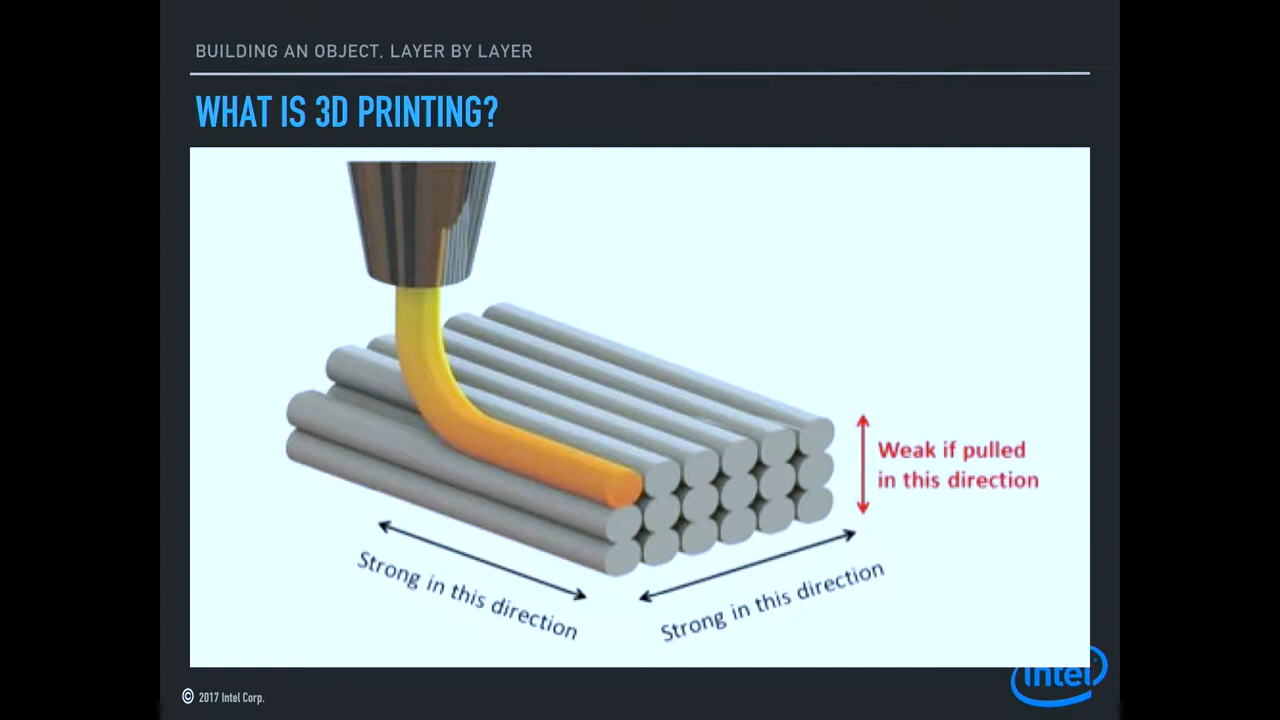 BUILDING AN OBJECT, LAYER BY LAYER
WHAT IS 3D PRINTING?
Weak if pulled
in this direction
Strong in this direction
Strong in this direction
© 2017 Intel Corp.
intel®